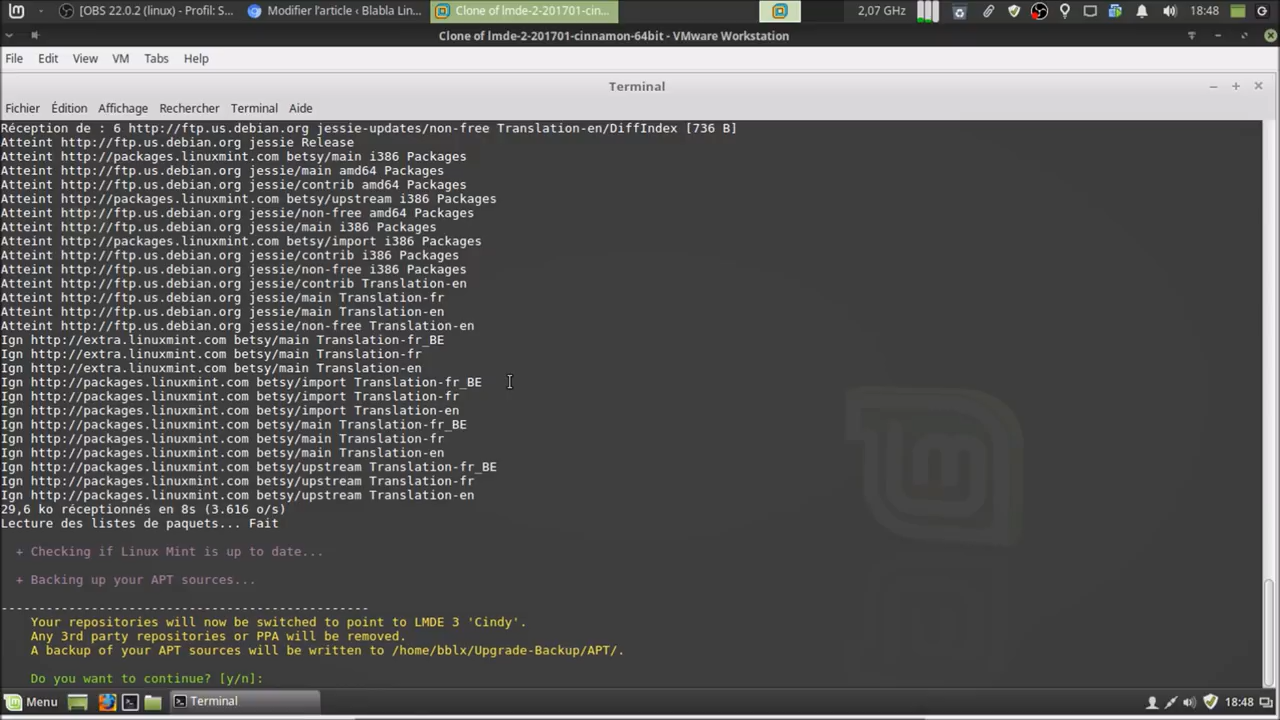 [OBS 22.0.2 (linux) - Profil: S...
Modifier l'article ‹ Blabla Lin...
Clone of lmde-2-201701-cin...
2,07 GHz
18:48
Clone of lmde-2-201701-cinnamon-64bit - VMware Workstation
File Edit View VM Tabs Help
Terminal
Fichier Édition Affichage Rechercher Terminal Aide
Réception de : 6 http://ftp.us.debian.org jessie-updates/non-free Translation-en/DiffIndex [736 B]
Atteint http://ftp.us.debian.org jessie Release
Atteint http://packages.linuxmint.com betsy/main i386 Packages
Atteint http://ftp.us.debian.org jessie/main amd64 Packages
Atteint http://ftp.us.debian.org jessie/contrib amd64 Packages
Atteint http://packages.linuxmint.com betsy/upstream i386 Packages
Atteint http://ftp.us.debian.org jessie/non-free amd64 Packages
Atteint http://ftp.us.debian.org jessie/main i386 Packages
Atteint http://packages.linuxmint.com betsy/import i386 Packages
Atteint http://ftp.us.debian.org jessie/contrib i386 Packages
Atteint http://ftp.us.debian.org jessie/non-free i386 Packages
Atteint http://ftp.us.debian.org jessie/contrib Translation-en
Atteint http://ftp.us.debian.org jessie/main Translation-fr
Atteint http://ftp.us.debian.org jessie/main Translation-en
Atteint http://ftp.us.debian.org jessie/non-free Translation-en
Ign http://extra.linuxmint.com betsy/main Translation-fr_BE
Ign http://extra.linuxmint.com betsy/main Translation-fr
Ign http://extra.linuxmint.com betsy/main Translation-en
Ign http://packages.linuxmint.com betsy/import Translation-fr_BE
Ign http://packages.linuxmint.com betsy/import Translation-fr
Ign http://packages.linuxmint.com betsy/import Translation-en
Ign http://packages.linuxmint.com betsy/main Translation-fr_BE
Ign http://packages.linuxmint.com betsy/main Translation-fr
Ign http://packages.linuxmint.com betsy/main Translation-en
Ign http://packages.linuxmint.com betsy/upstream Translation-fr_BE
Ign http://packages.linuxmint.com betsy/upstream Translation-fr
Ign http://packages.linuxmint.com betsy/upstream Translation-en
29,6 ko réceptionnés en 8s (3.616 o/s)
Lecture des listes de paquets... Fait
+ Checking if Linux Mint is up to date...
+ Backing up your APT sources...
-------------------------------------------------
Your repositories will now be switched to point to LMDE 3 'Cindy'.
Any 3rd party repositories or PPA will be removed.
A backup of your APT sources will be written to /home/bblx/Upgrade-Backup/APT/.
Do you want to continue? [y/n]:
Menu
Terminal
18:48